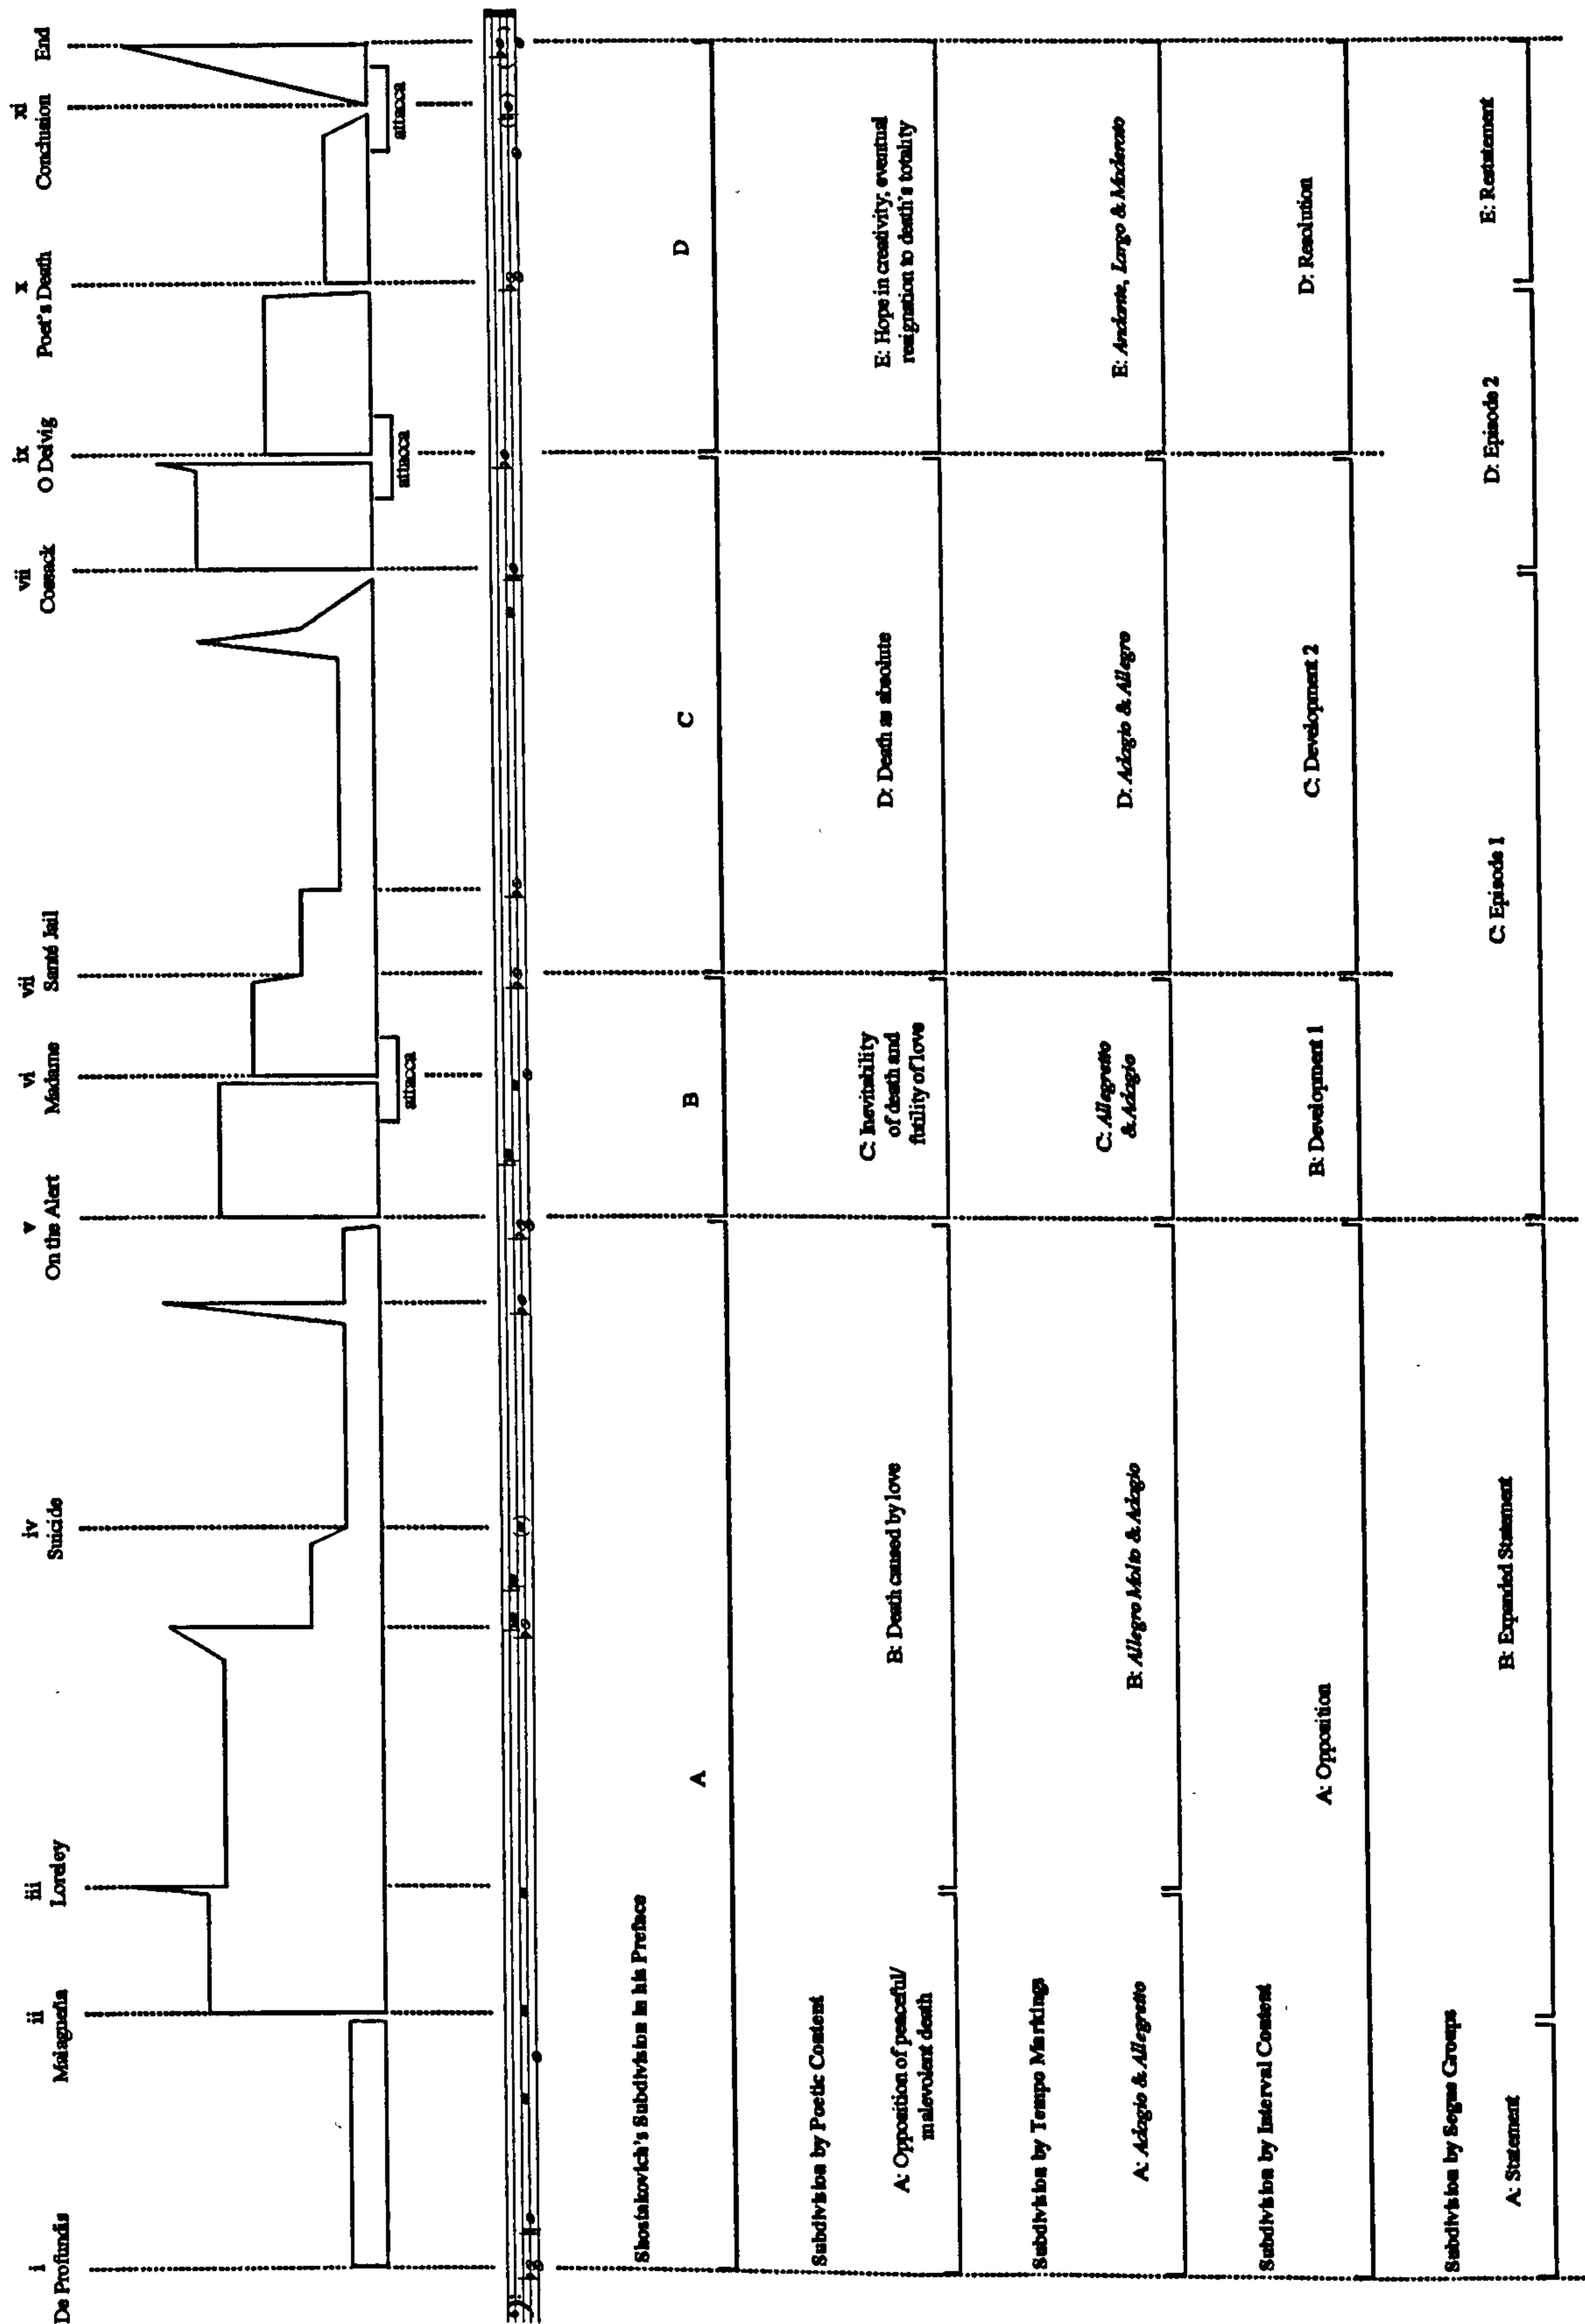 i
De Profundis
ii
Malagueña
iii
Loreley
iv
Suicide
v
On the Alert
vi
Madame
vii
Santé Jail
vii
Cossack
ix
O Delvig
x
Poet's Death
xi
Conclusion
End
attacca
attacca
attacca
Shostakovich's Subdivision in his Preface
A
B
C
D
Subdivision by Poetic Content
A: Opposition of peaceful/
malevolent death
B: Death caused by love
C: Inevitability
of death and
futility of love
D: Death as absolute
E: Hope in creativity; eventual
resignation to death's totality
Subdivision by Tempo Markings
A: Adagio & Allegretto
B: Allegro Molto & Adagio
C: Allegretto
& Adagio
D: Adagio & Allegro
E: Andante, Largo & Moderato
Subdivision by Interval Content
A: Opposition
B: Development 1
C: Development 2
D: Resolution
Subdivision by Segue Groups
A: Statement
B: Expanded Statement
C: Episode 1
D: Episode 2
E: Restatement